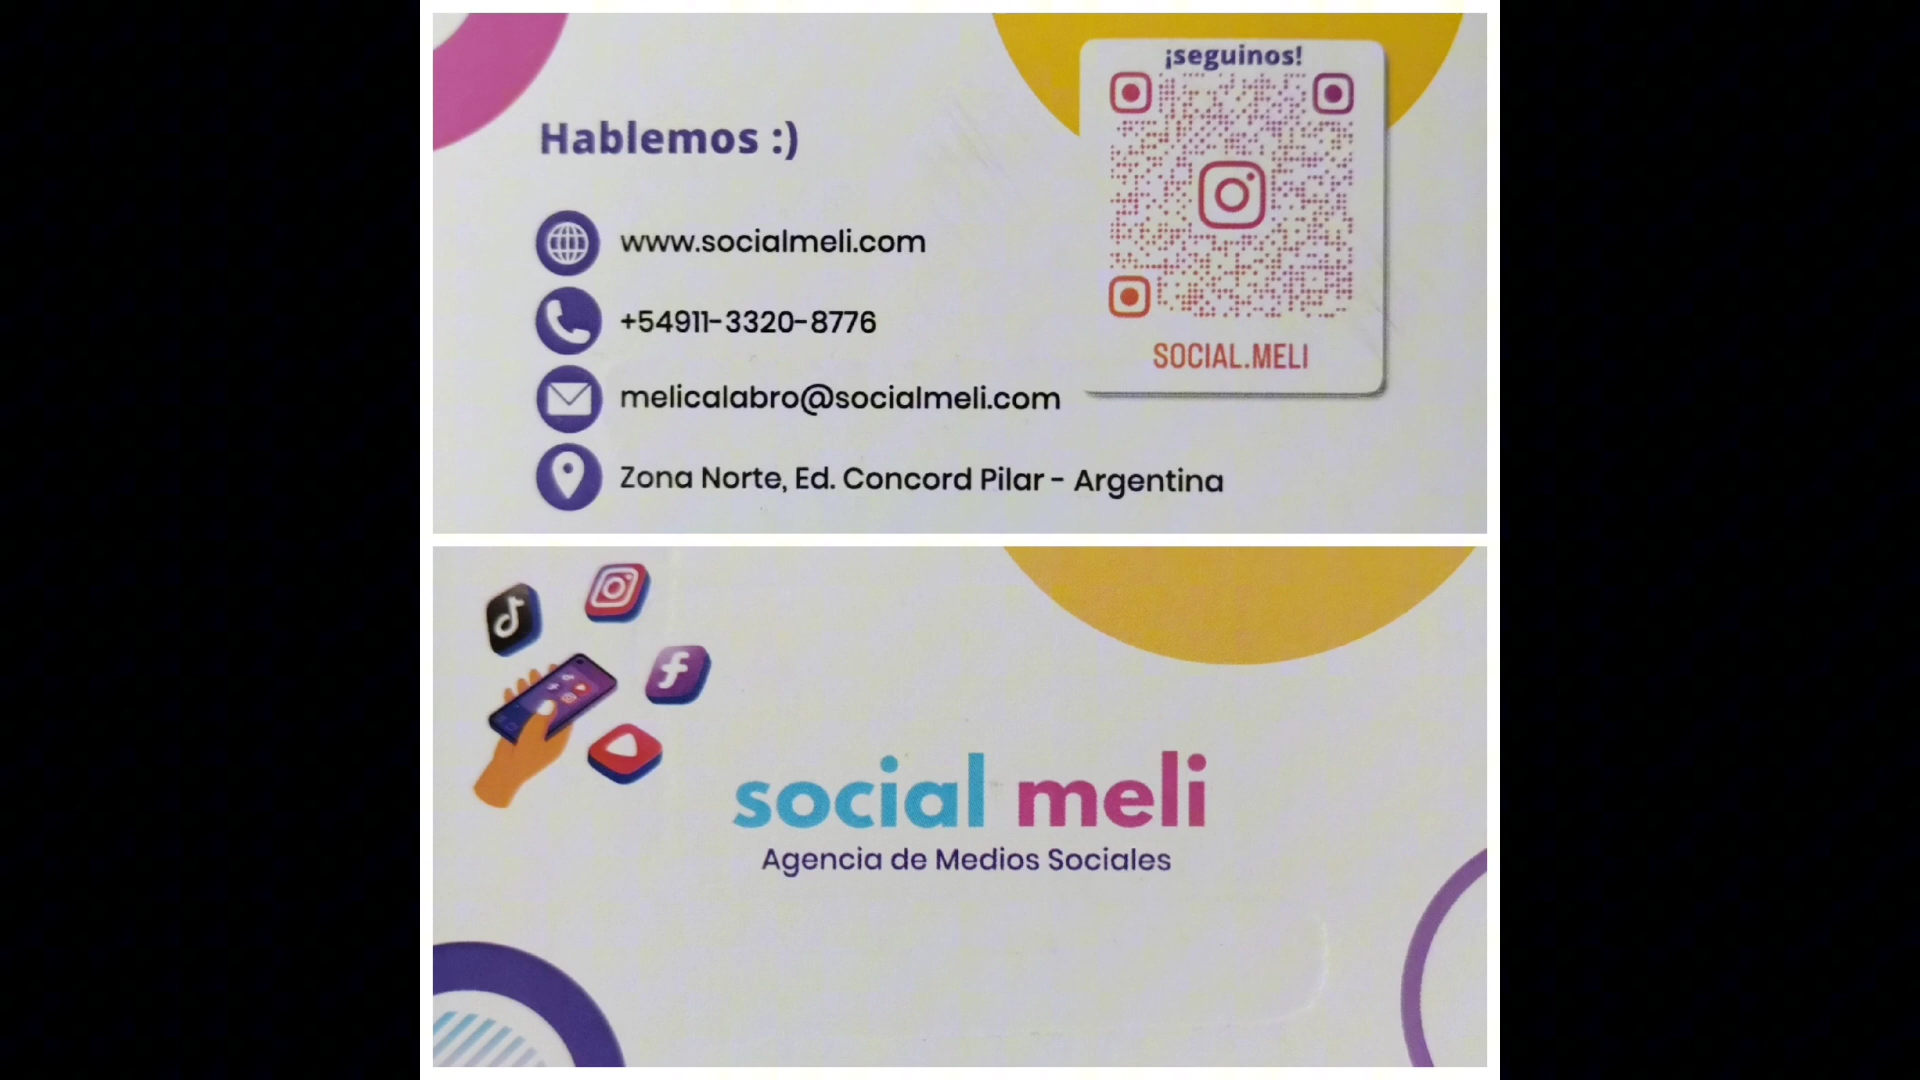 ¡seguinos!
Hablemos :)
www.socialmeli.com
+54911-3320-8776
melicalabro@socialmeli.com
Zona Norte, Ed. Concord Pilar - Argentina
SOCIAL.MELI
social meli
Agencia de Medios Sociales